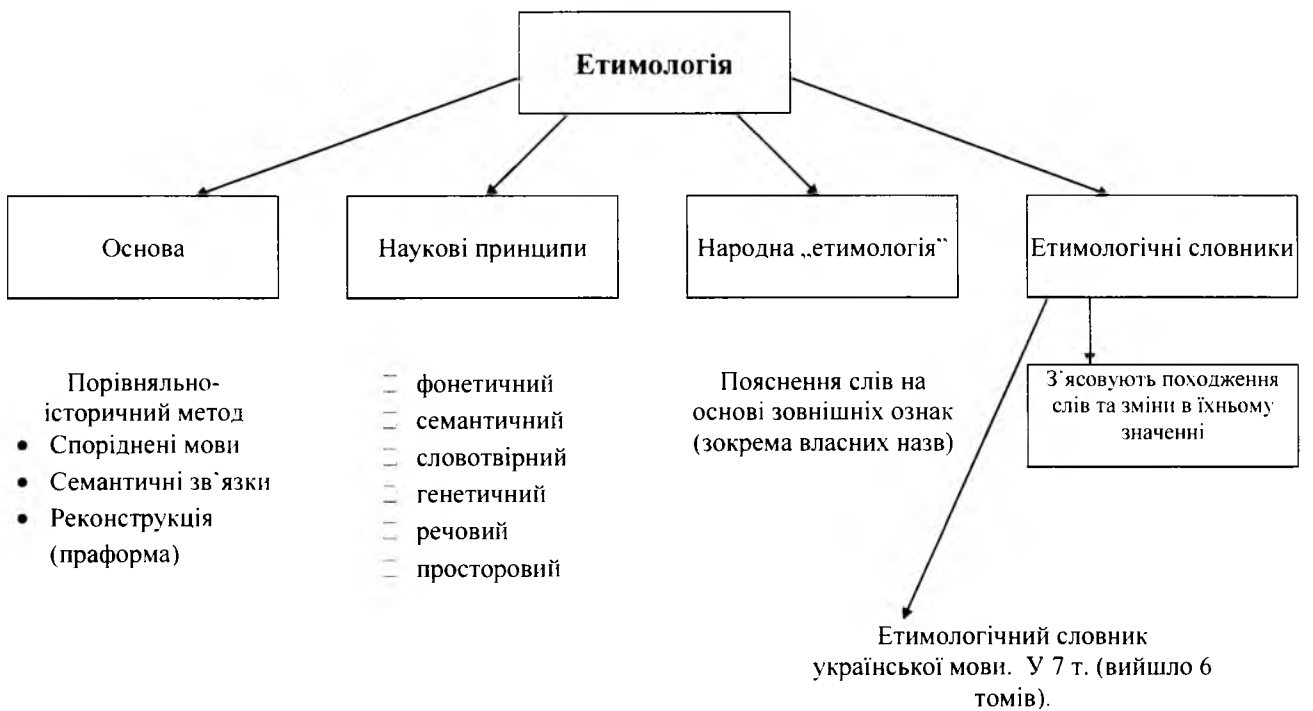 Етимологія
Основа
Наукові принципи
Народна „етимологія“
Етимологічні словники
Порівняльно-
історичний метод
• Споріднені мови
• Семантичні зв`язки
• Реконструкція
(праформа)
– фонетичний
– семантичний
– словотвірний
– генетичний
– речовий
– просторовий
Пояснення слів на
основі зовнішніх ознак
(зокрема власних назв)
З`ясовують походження
слів та зміни в їхньому
значенні
Етимологічний словник
української мови. У 7 т. (вийшло 6
томів).